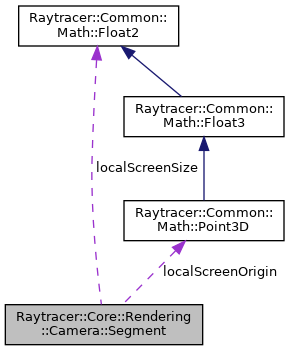 Raytracer::Common::
Math::Float2
Raytracer::Common::
Math::Float3
localScreenSize
Raytracer::Common::
Math::Point3D
localScreenOrigin
Raytracer::Core::Rendering
::Camera::Segment